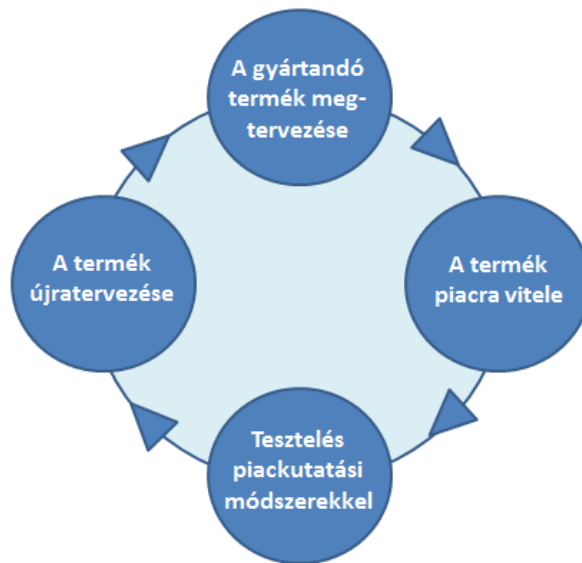 A gyártandó
termék meg-
tervezése
A termék
piacra vitele
Tesztelés
piackutatási
módszerekkel
A termék
újratervezése